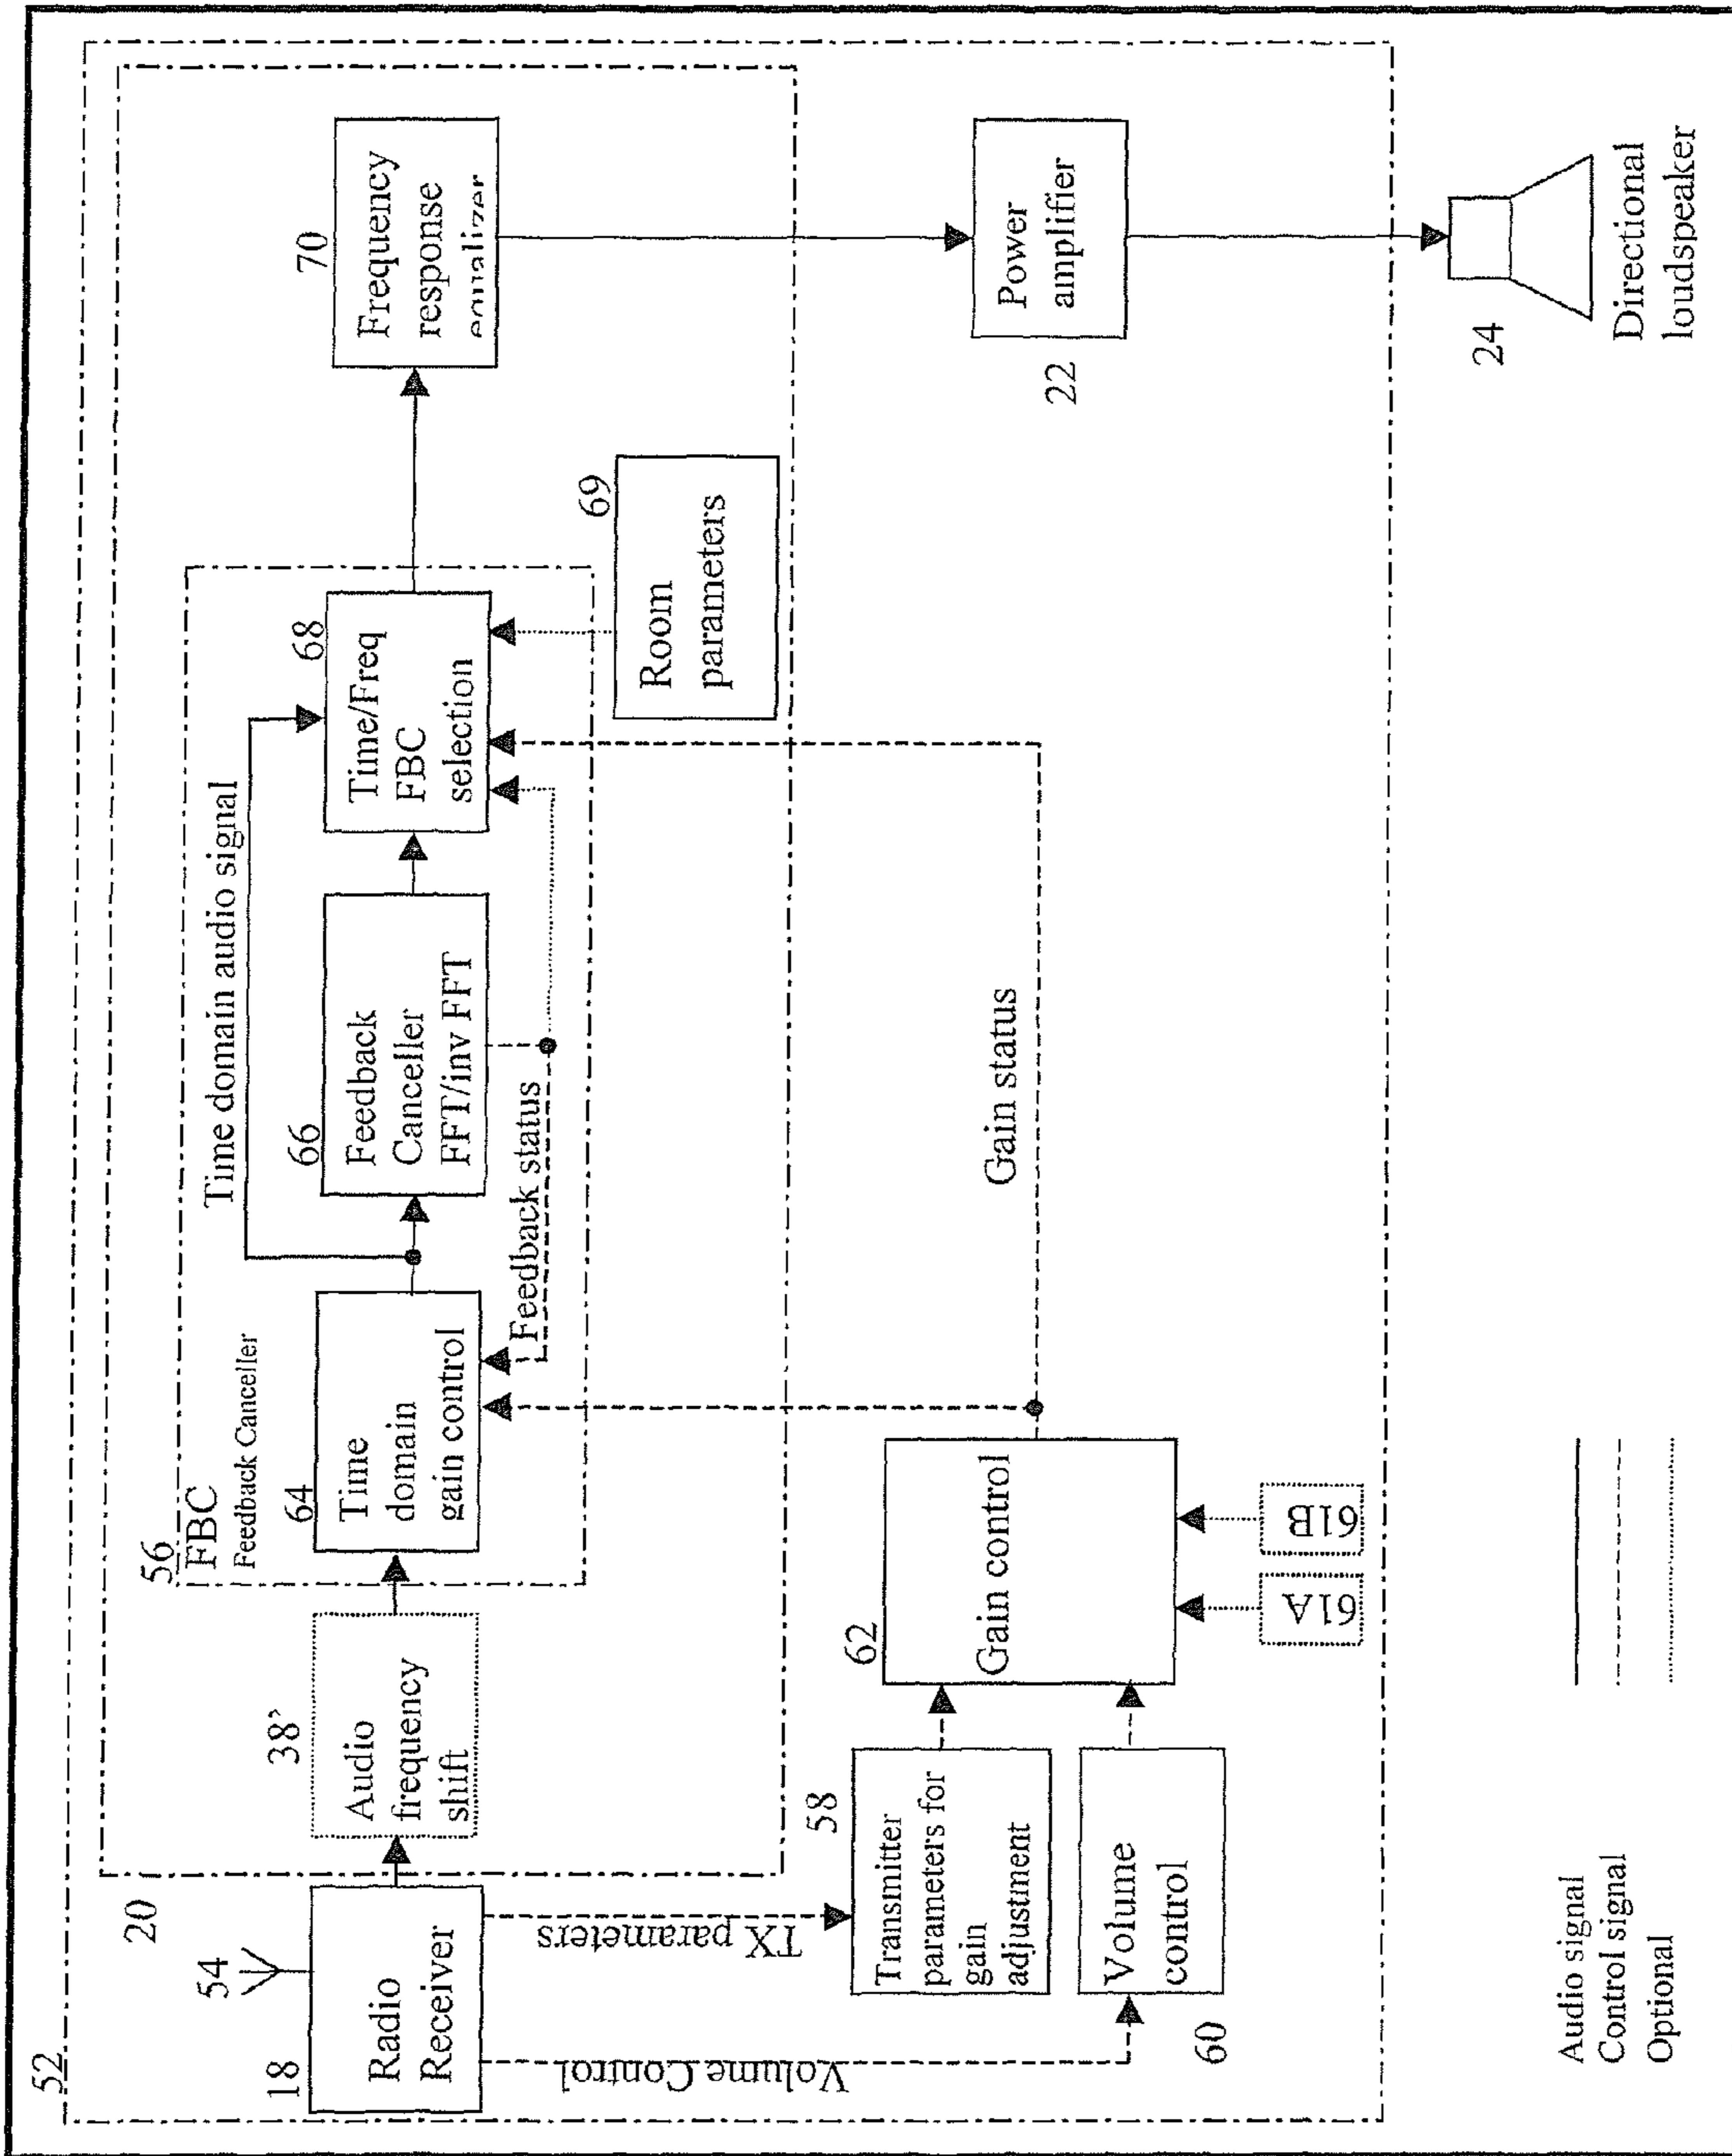 52
20
54
18
Radio
Receiver
38'
Audio
frequency
shift
56
FBC
Feedback Canceller
64
Time
domain
gain control
Time domain audio signal
66
Feedback
Canceller
FFT/inv FFT
Feedback status
68
Time/Freq
FBC
selection
69
Room
parameters
70
Frequency
response
equalizer
TX parameters
Volume Control
58
Transmitter
parameters for
gain
adjustment
60
Volume
control
62
Gain control
61A
61B
Gain status
22
Power
amplifier
24
Directional
loudspeaker
Audio signal
Control signal
Optional